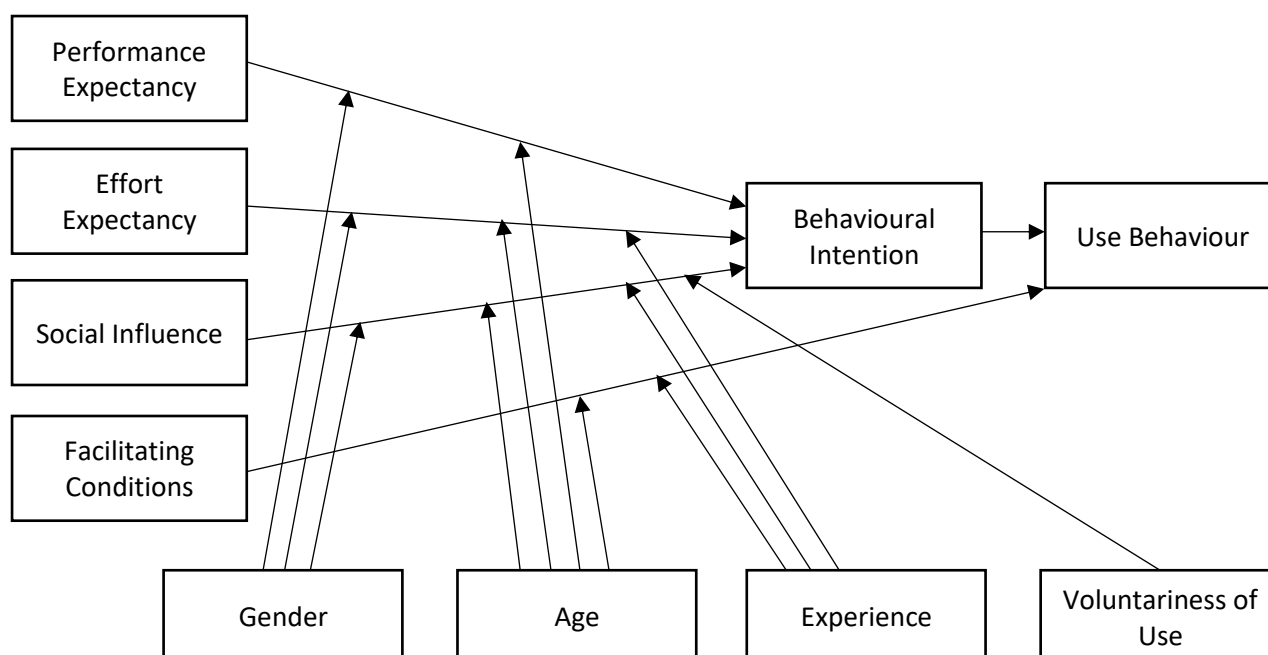 Performance
Expectancy
Effort
Expectancy
Social Influence
Facilitating
Conditions
Behavioural
Intention
Use Behaviour
Gender
Age
Experience
Voluntariness of
Use